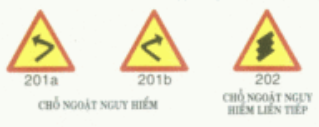 201a 201b 202
CHỖ NGOẶT NGUY HIỂM
CHỖ NGOẶT NGUY
HIỂM LIÊN TIẾP